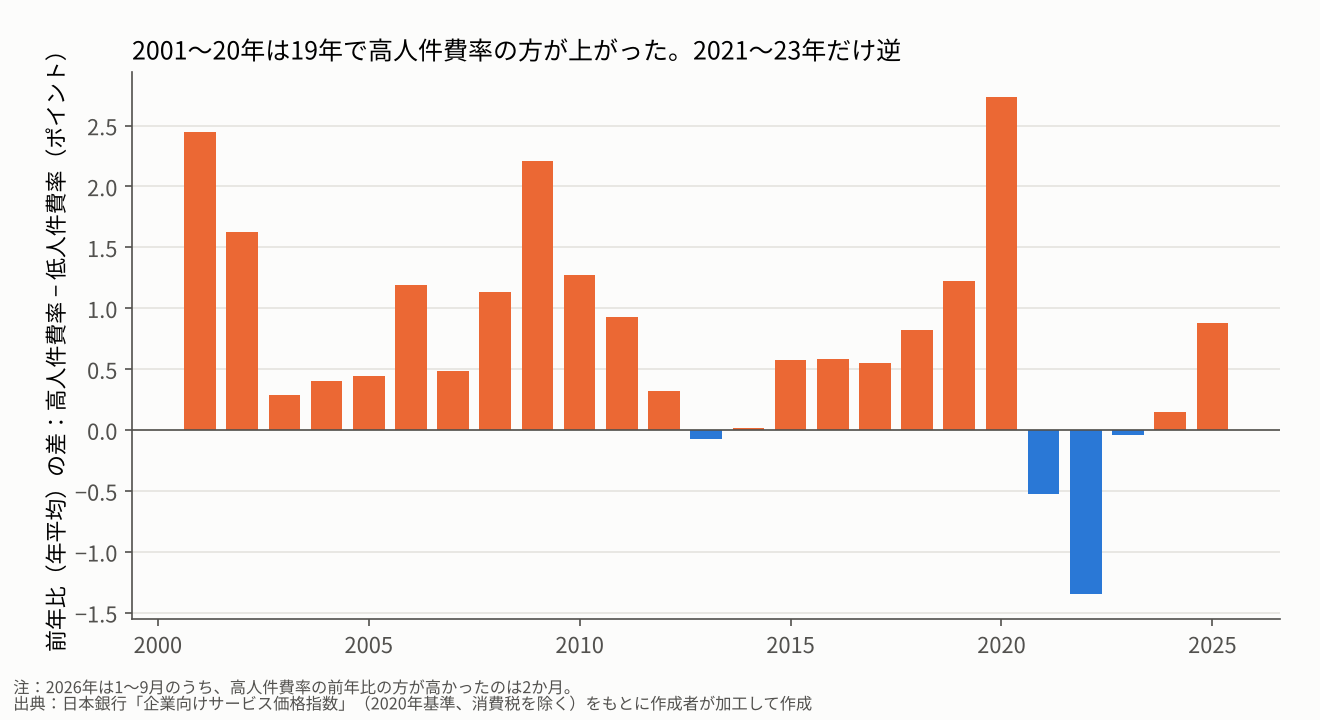 2001～20年は19年で高人件費率の方が上がった。2021～23年だけ逆
前年比（年平均）の差：高人件費率−低人件費率（ポイント）
2.5
2.0
1.5
1.0
0.5
0.0
−0.5
−1.0
−1.5
2000 2005 2010 2015 2020 2025
注：2026年は1～9月のうち、高人件費率の前年比の方が高かったのは2か月。
出典：日本銀行「企業向けサービス価格指数」（2020年基準、消費税を除く）をもとに作成者が加工して作成